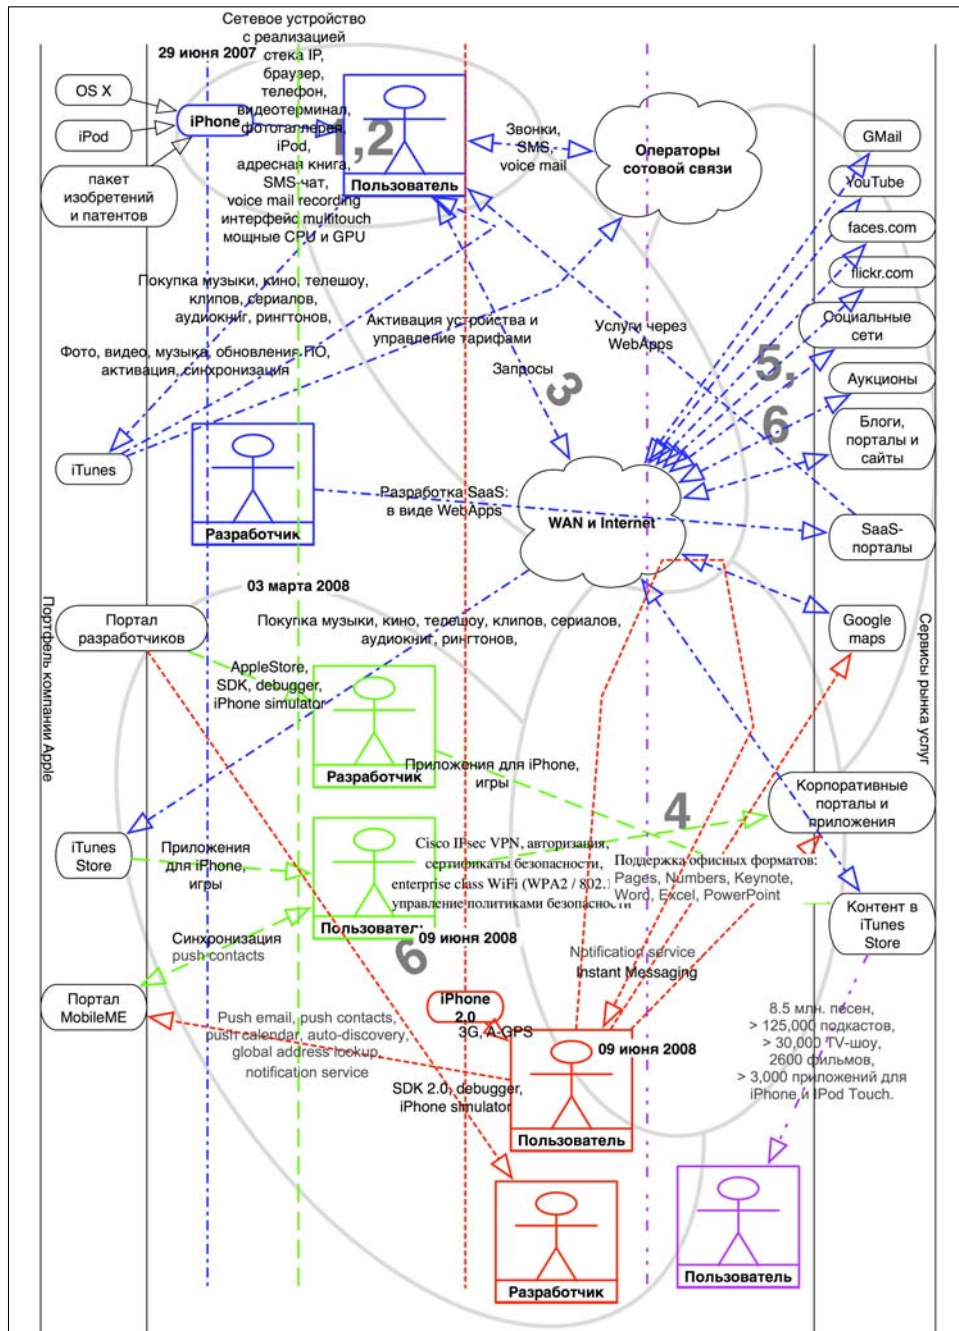 Сетевое устройство
с реализацией
стека IP,
браузер,
телефон,
видеотерминал,
фотогаллерея,
iPod,
адресная книга,
SMS-чат,
voice mail recording
интерфейс multitouch
мощные CPU и GPU
29 июня 2007
OS X
iPod
пакет
изобретений
и патентов
iPhone
1,2
Пользователь
Звонки,
SMS,
voice mail
Операторы
сотовой связи
GMail
YouTube
faces.com
flickr.com
Социальные
сети
Аукционы
Блоги,
порталы и
сайты
SaaS-
порталы
Google
maps
Покупка музыки, кино, телешоу,
клипов, сериалов,
аудиокниг, рингтонов,
Фото, видео, музыка, обновления ПО,
активация, синхронизация
Активация устройства и
управление тарифами
Запросы
Услуги через
WebApps
3
5,
6
iTunes
Разработчик
Разработка SaaS:
в виде WebApps
WAN и Internet
03 марта 2008
Портфель компании Apple
Сервисы рынка услуг
Портал
разработчиков
Покупка музыки, кино, телешоу, клипов, сериалов,
аудиокниг, рингтонов,
AppleStore,
SDK, debugger,
iPhone simulator
Разработчик
Приложения для iPhone,
игры
4
Корпоративные
порталы и
приложения
iTunes
Store
Приложения
для iPhone,
игры
Cisco IPsec VPN, авторизация,
сертификаты безопасности,
enterprise class WiFi (WPA2 / 802.1
управление политиками безопасности
Поддержка офисных форматов:
Pages, Numbers, Keynote,
Word, Excel, PowerPoint
Контент в
iTunes
Store
Пользователь
09 июня 2008
6
Синхронизация
push contacts
Notification service
Instant Messaging
Портал
MobileME
iPhone
2,0
3G, A-GPS
Push email, push contacts,
push calendar, auto-discovery,
global address lookup,
notification service
09 июня 2008
8.5 млн. песен,
> 125,000 подкастов,
> 30,000 TV-шоу,
2600 фильмов,
> 3,000 приложений для
iPhone и IPod Touch.
SDK 2.0, debugger,
iPhone simulator
Пользователь
Разработчик
Пользователь